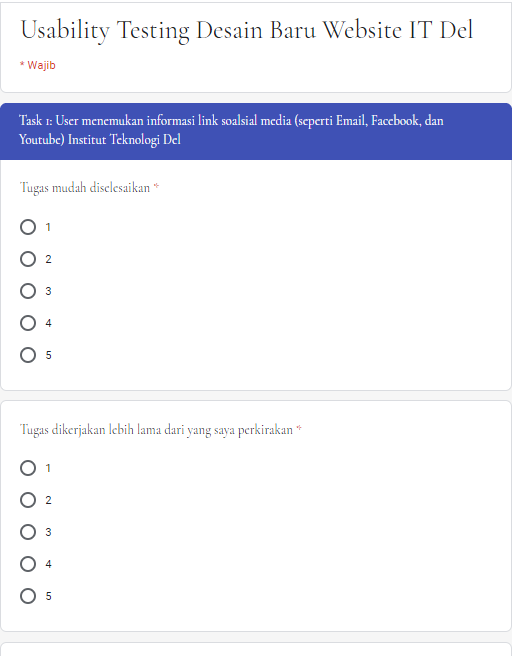 Usability Testing Desain Baru Website IT Del
* Wajib
Task 1: User menemukan informasi link soalsial media (seperti Email, Facebook, dan
Youtube) Institut Teknologi Del
Tugas mudah diselesaikan *
1
2
3
4
5
Tugas dikerjakan lebih lama dari yang saya perkirakan *
1
2
3
4
5